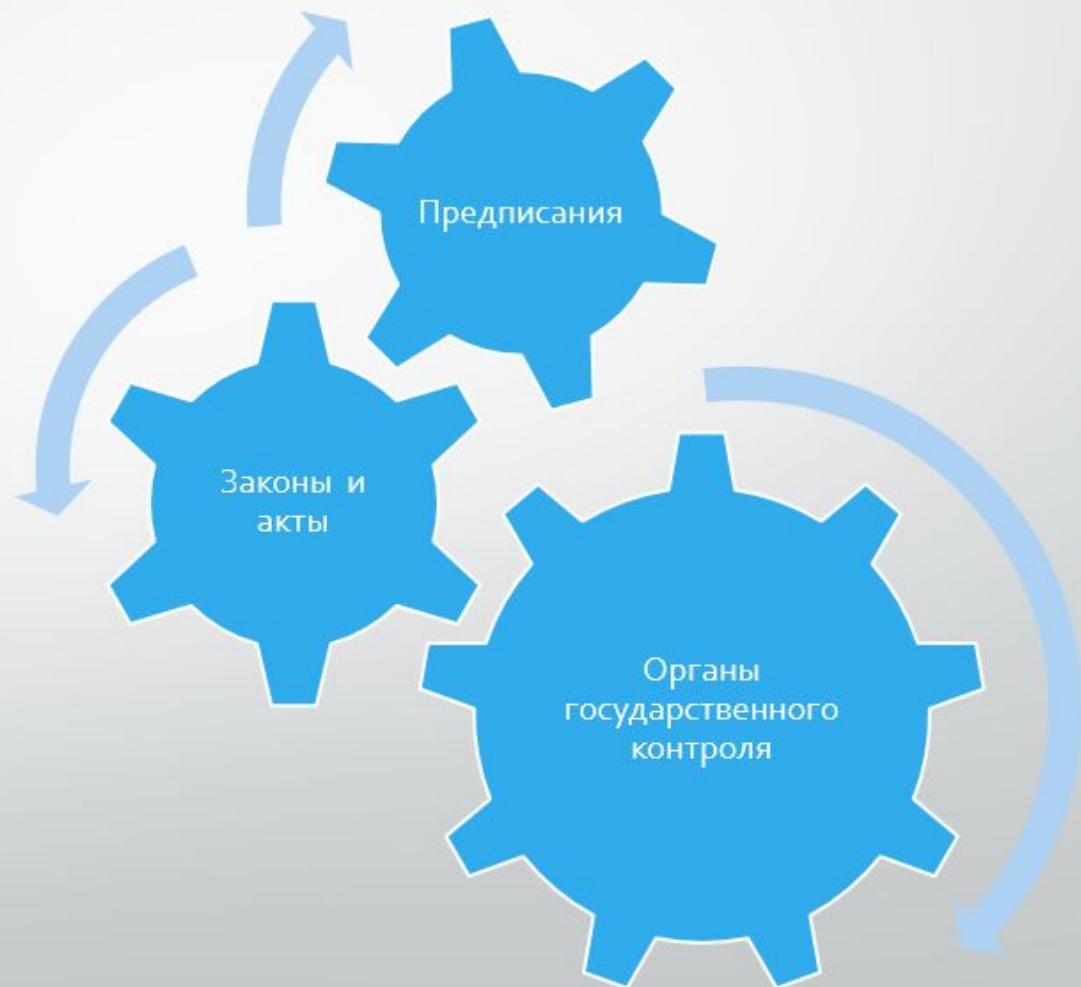 Предписания
Законы и
акты
Органы
государственного
контроля